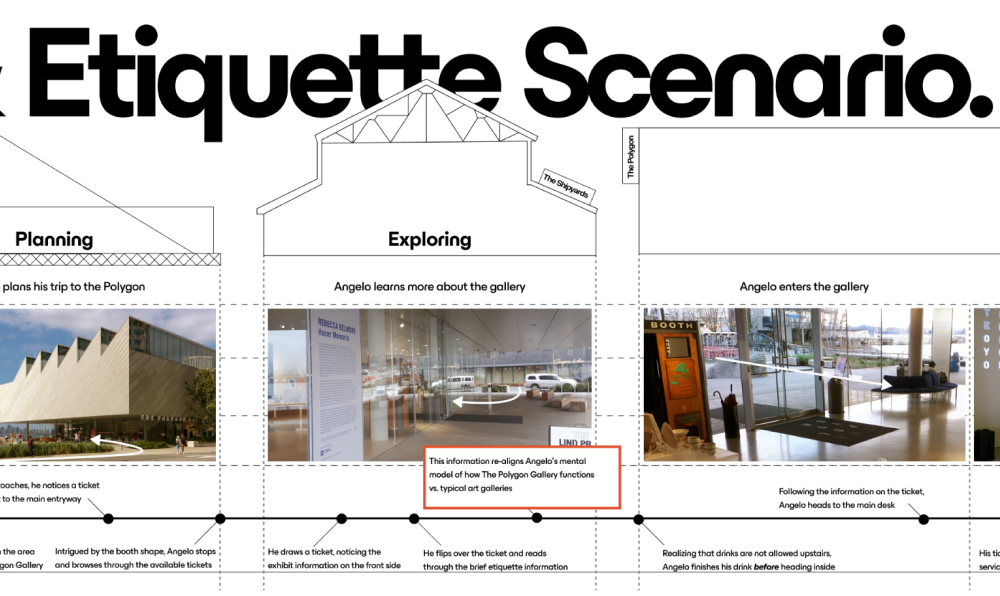 Etiquette Scenario.
The Shipyards
The Polygon
Planning
Exploring
plans his trip to the Polygon
Angelo learns more about the gallery
Angelo enters the gallery
REBECCA BELMORE
Hacer Memoria
BOOTH
LIND PR
This information re-aligns Angelo's mental
model of how The Polygon Gallery functions
vs. typical art galleries
roaches, he notices a ticket
to the main entryway
Following the information on the ticket,
Angelo heads to the main desk
the area
gon Gallery
Intrigued by the booth shape, Angelo stops
and browses through the available tickets
He draws a ticket, noticing the
exhibit information on the front side
He flips over the ticket and reads
through the brief etiquette information
Realizing that drinks are not allowed upstairs,
Angelo finishes his drink before heading inside
His
servic